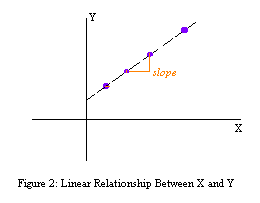 Y
slope
X
Figure 2: Linear Relationship Between X and Y